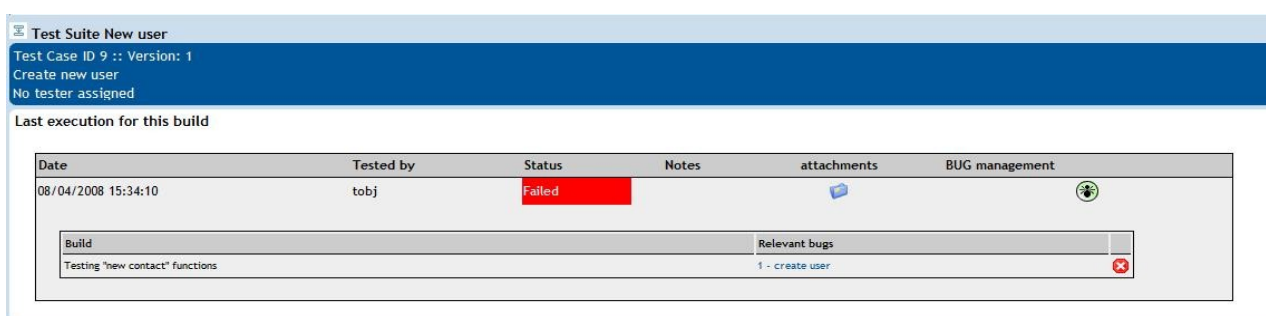 Test Suite New user
Test Case ID 9 :: Version: 1
Create new user
No tester assigned
Last execution for this build
Date Tested by Status Notes attachments BUG management
08/04/2008 15:34:10 tobj Failed
Build Relevant bugs
Testing "new contact" functions 1 - create user